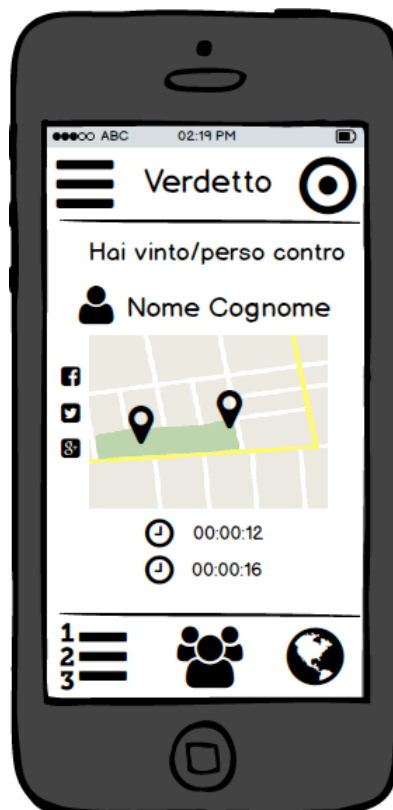 ABC 02:19 PM
Verdetto
Hai vinto/perso contro
Nome Cognome
f
g+
00:00:12
00:00:16
1
2
3